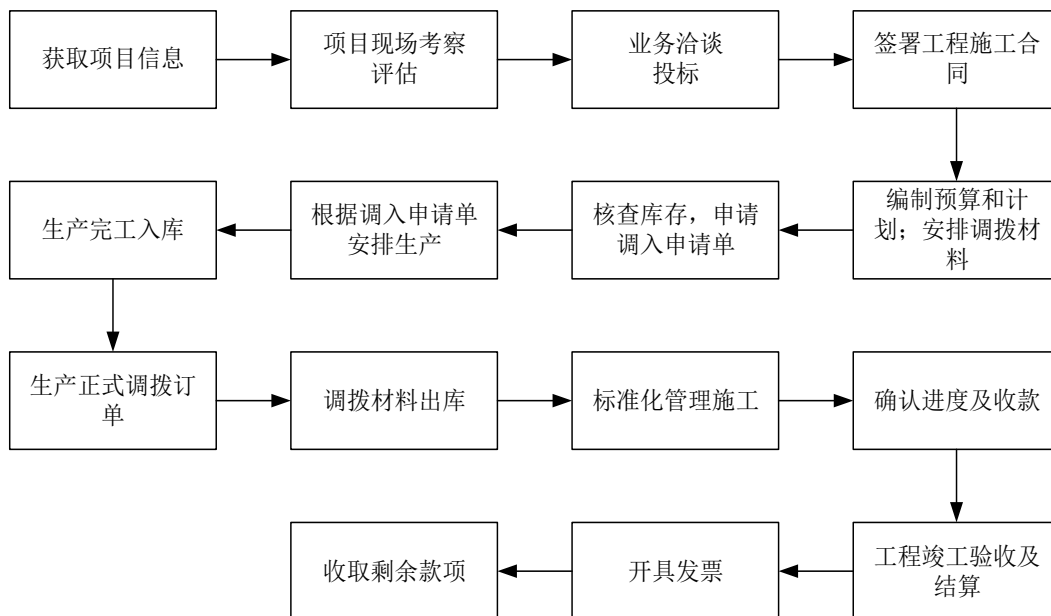 获取项目信息
项目现场考察
评估
业务洽谈
投标
签署工程施工合
同
生产完工入库
根据调入申请单
安排生产
核查库存，申请
调入申请单
编制预算和计
划；安排调拨材
料
生产正式调拨订
单
调拨材料出库
标准化管理施工
确认进度及收款
收取剩余款项
开具发票
工程竣工验收及
结算